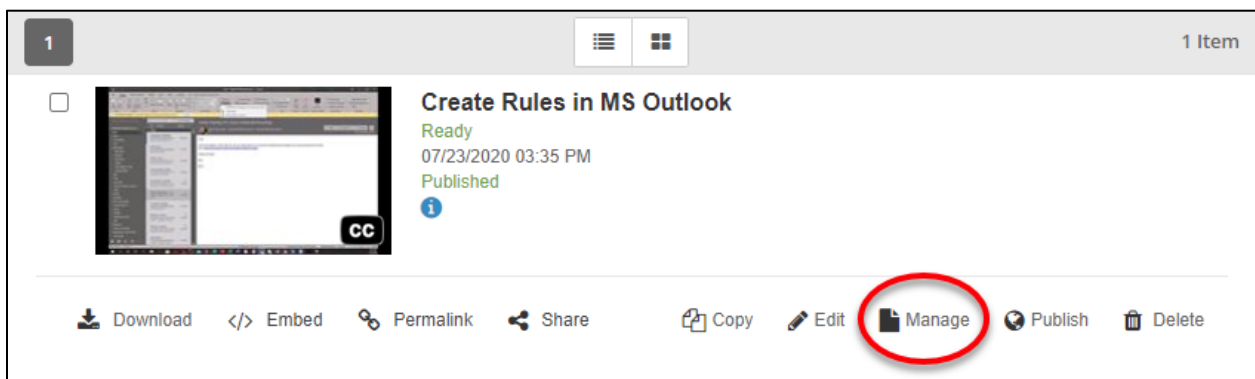 1 1 Item
Create Rules in MS Outlook
Ready
07/23/2020 03:35 PM
Published
CC
Download </> Embed Permalink Share Copy Edit Manage Publish Delete